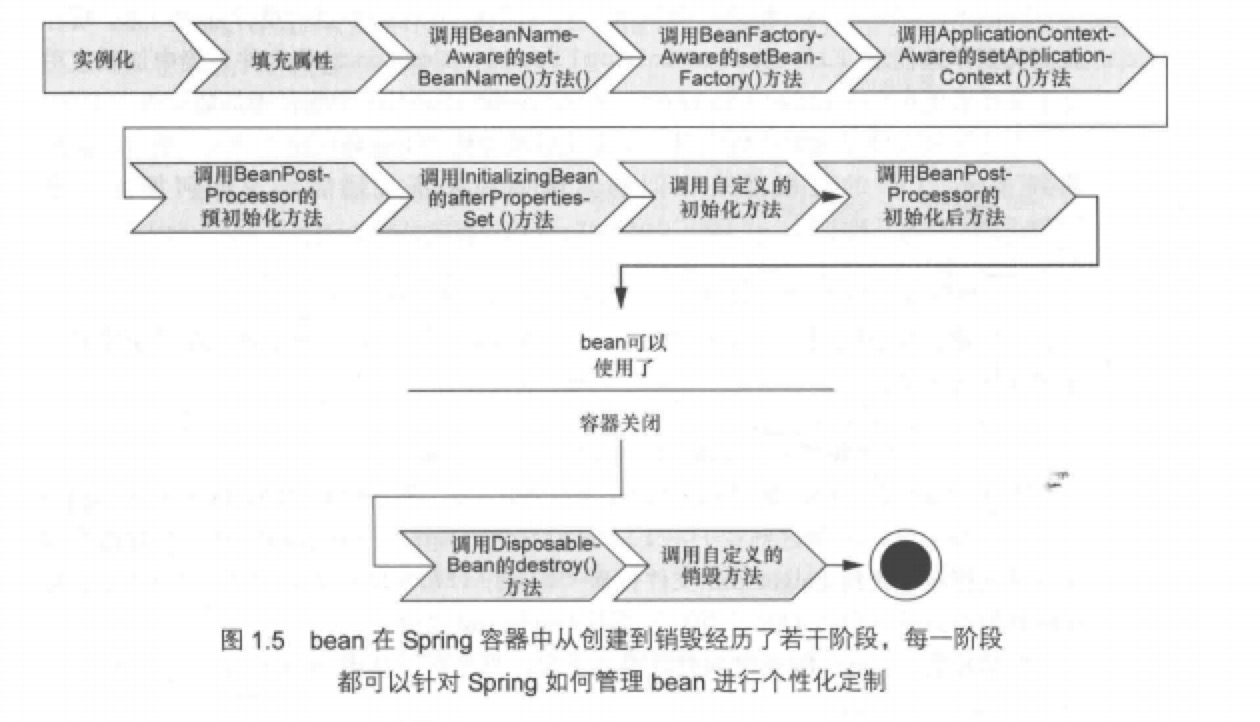 实例化
填充属性
调用BeanName-
Aware的set-
BeanName()方法()
调用BeanFactory-
Aware的setBean-
Factory()方法
调用ApplicationContext-
Aware的setApplication-
Context ()方法
调用BeanPost-
Processor的
预初始化方法
调用InitializingBean
的afterProperties-
Set ()方法
调用自定义的
初始化方法
调用BeanPost-
Processor的
初始化后方法
bean可以
使用了
容器关闭
调用Disposable-
Bean的destroy()
方法
调用自定义的
销毁方法
图 1.5 bean 在 Spring 容器中从创建到销毁经历了若干阶段，每一阶段
都可以针对 Spring 如何管理 bean 进行个性化定制